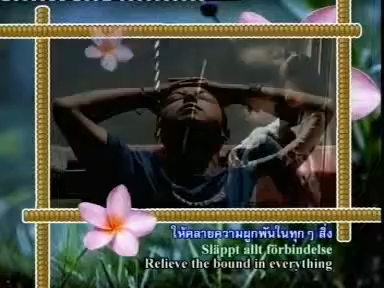 ให้คลายความผูกพันในทุก ๆ สิ่ง
Släppt allt förbindelse
Relieve the bound in everything